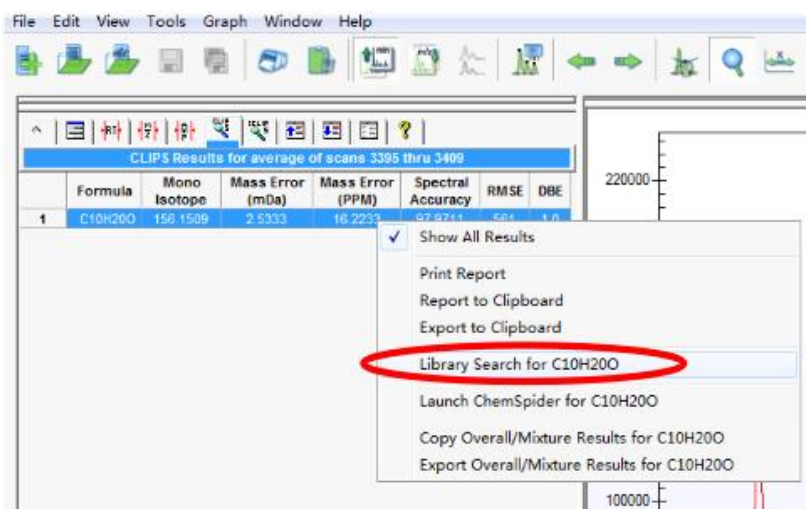 File Edit View Tools Graph Window Help
CLIPS Results for average of scans 3395 thru 3409
Formula Mono Isotope Mass Error (mDa) Mass Error (PPM) Spectral Accuracy RMSE DBE
1 C10H20O 156.1509 2.5333 16.2233 97.9711 561 1.0
Show All Results
Print Report
Report to Clipboard
Export to Clipboard
Library Search for C10H20O
Launch ChemSpider for C10H20O
Copy Overall/Mixture Results for C10H20O
Export Overall/Mixture Results for C10H20O
220000
100000